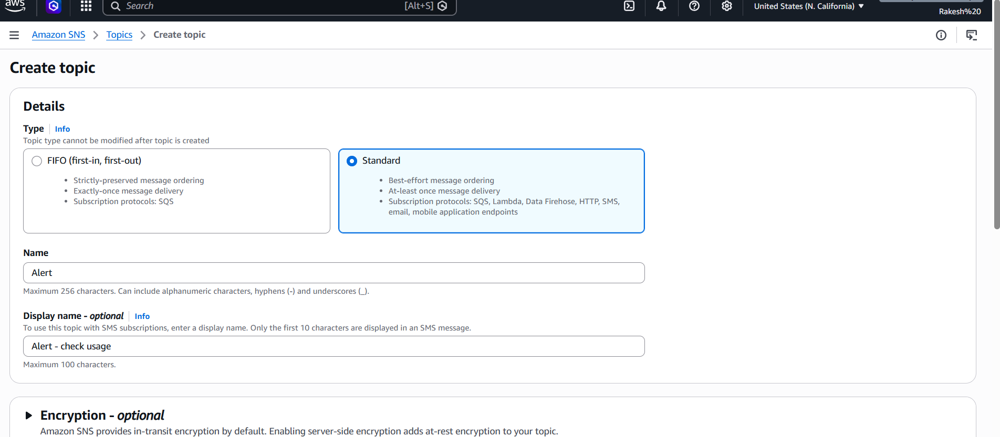 aws
Search [Alt+S]
United States (N. California)
Rakesh%20
Amazon SNS
Topics
Create topic
Create topic
Details
Type Info
Topic type cannot be modified after topic is created
FIFO (first-in, first-out)
• Strictly-preserved message ordering
• Exactly-once message delivery
• Subscription protocols: SQS
Standard
• Best-effort message ordering
• At-least once message delivery
• Subscription protocols: SQS, Lambda, Data Firehose, HTTP, SMS,
email, mobile application endpoints
Name
Alert
Maximum 256 characters. Can include alphanumeric characters, hyphens (-) and underscores (_).
Display name - optional Info
To use this topic with SMS subscriptions, enter a display name. Only the first 10 characters are displayed in an SMS message.
Alert - check usage
Maximum 100 characters.
Encryption - optional
Amazon SNS provides in-transit encryption by default. Enabling server-side encryption adds at-rest encryption to your topic.